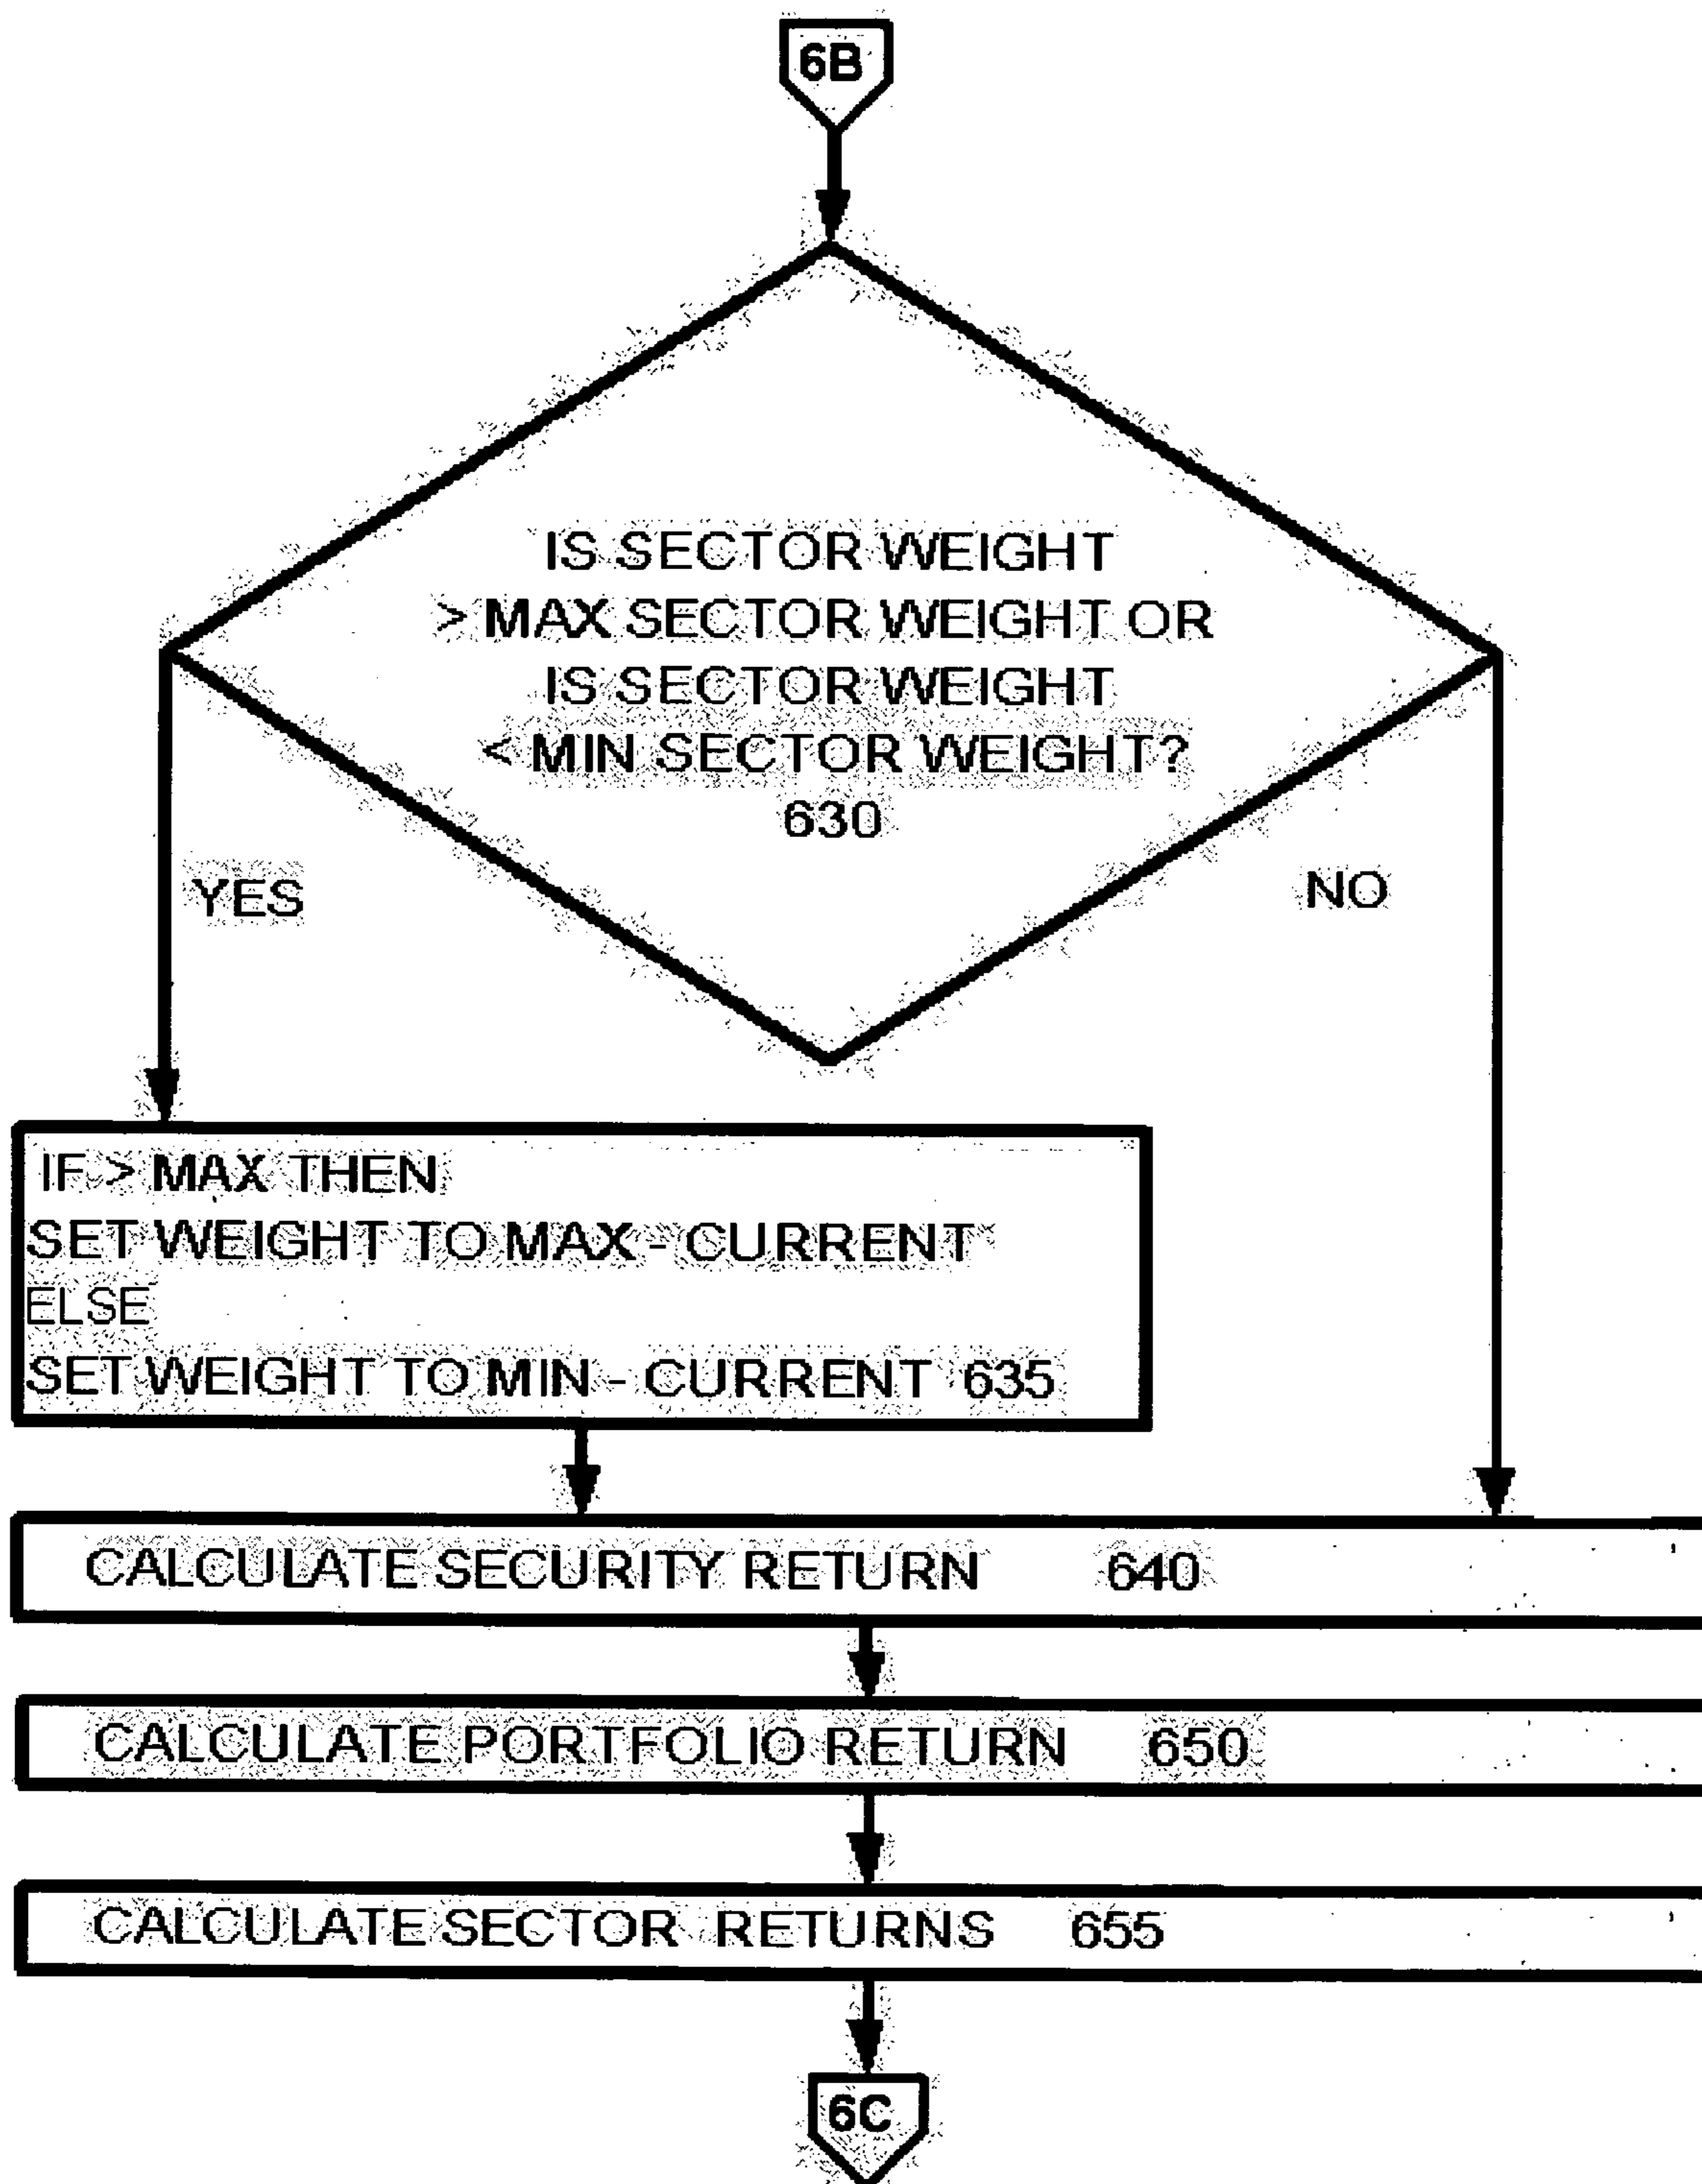 6B
IS SECTOR WEIGHT
> MAX SECTOR WEIGHT OR
IS SECTOR WEIGHT
< MIN SECTOR WEIGHT?
630
YES
NO
IF > MAX THEN
SET WEIGHT TO MAX - CURRENT
ELSE
SET WEIGHT TO MIN - CURRENT 635
CALCULATE SECURITY RETURN 640
CALCULATE PORTFOLIO RETURN 650
CALCULATE SECTOR RETURNS 655
6C